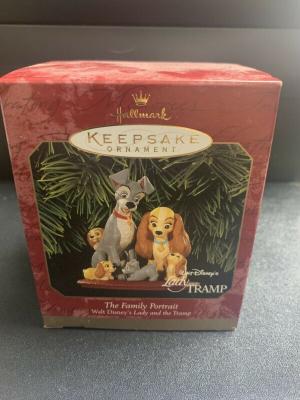 Hallmark
KEEPSAKE
ORNAMENT
WALT DISNEY'S
Lady and the
TRAMP
The Family Portrait
Walt Disney's Lady and the Tramp